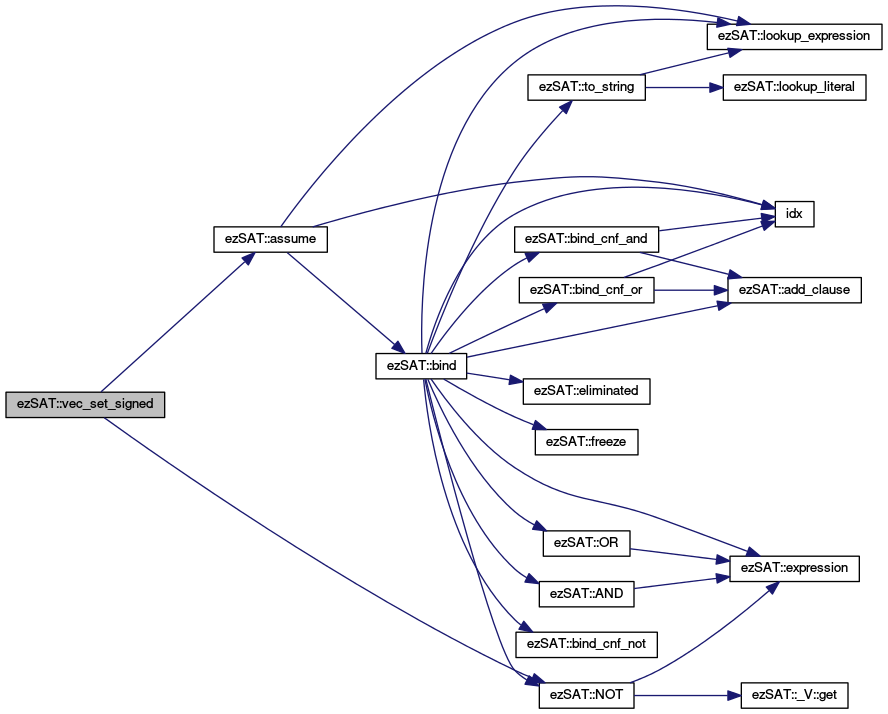 ezSAT::lookup_expression
ezSAT::to_string
ezSAT::lookup_literal
idx
ezSAT::assume
ezSAT::bind_cnf_and
ezSAT::bind_cnf_or
ezSAT::add_clause
ezSAT::bind
ezSAT::eliminated
ezSAT::vec_set_signed
ezSAT::freeze
ezSAT::OR
ezSAT::expression
ezSAT::AND
ezSAT::bind_cnf_not
ezSAT::NOT
ezSAT::_V::get